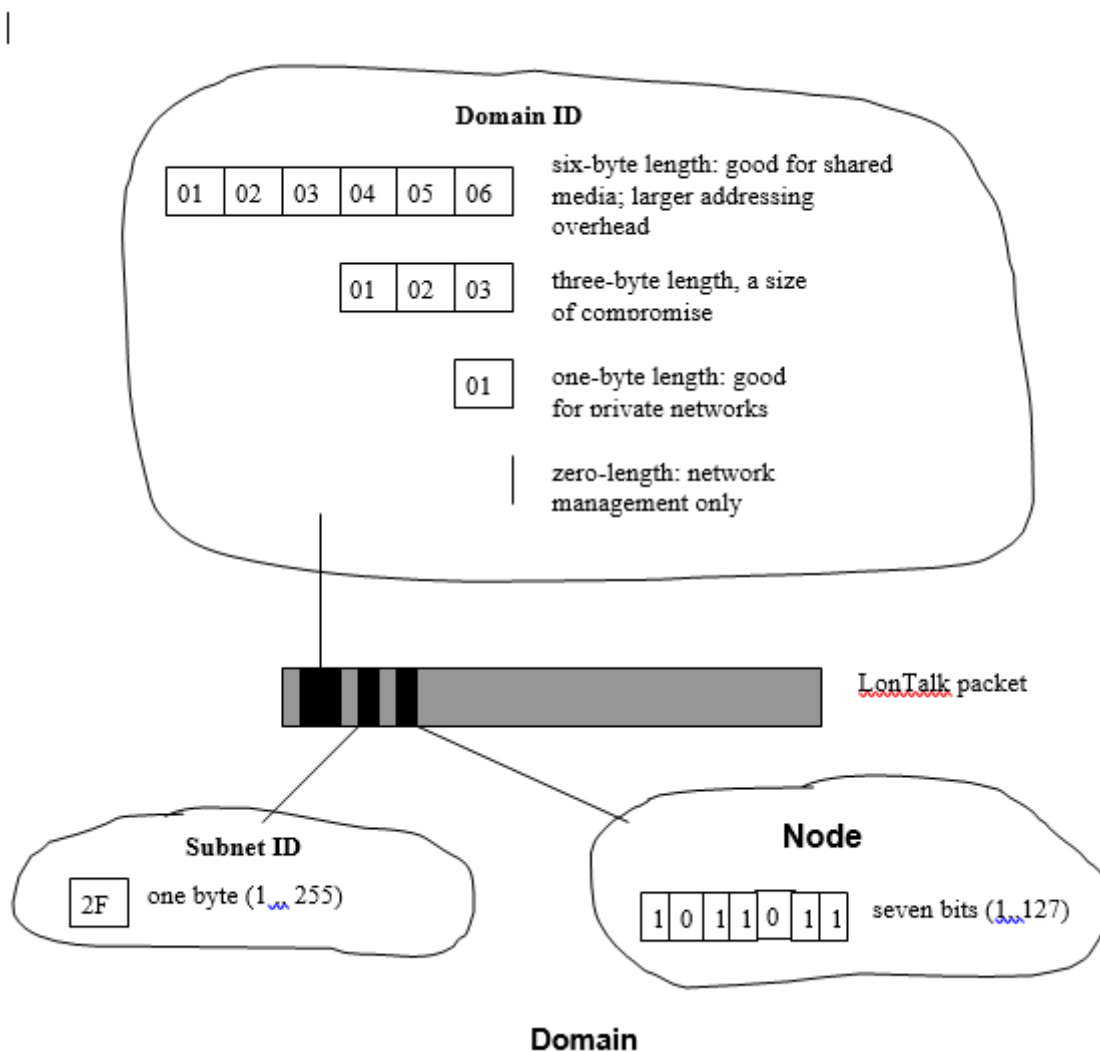 Domain ID
01 02 03 04 05 06
six-byte length: good for shared
media; larger addressing
overhead
01 02 03
three-byte length, a size
of compromise
01
one-byte length: good
for private networks
zero-length: network
management only
LonTalk packet
Subnet ID
2F
one byte (1... 255)
Node
1 0 1 1 0 1 1
seven bits (1...127)
Domain